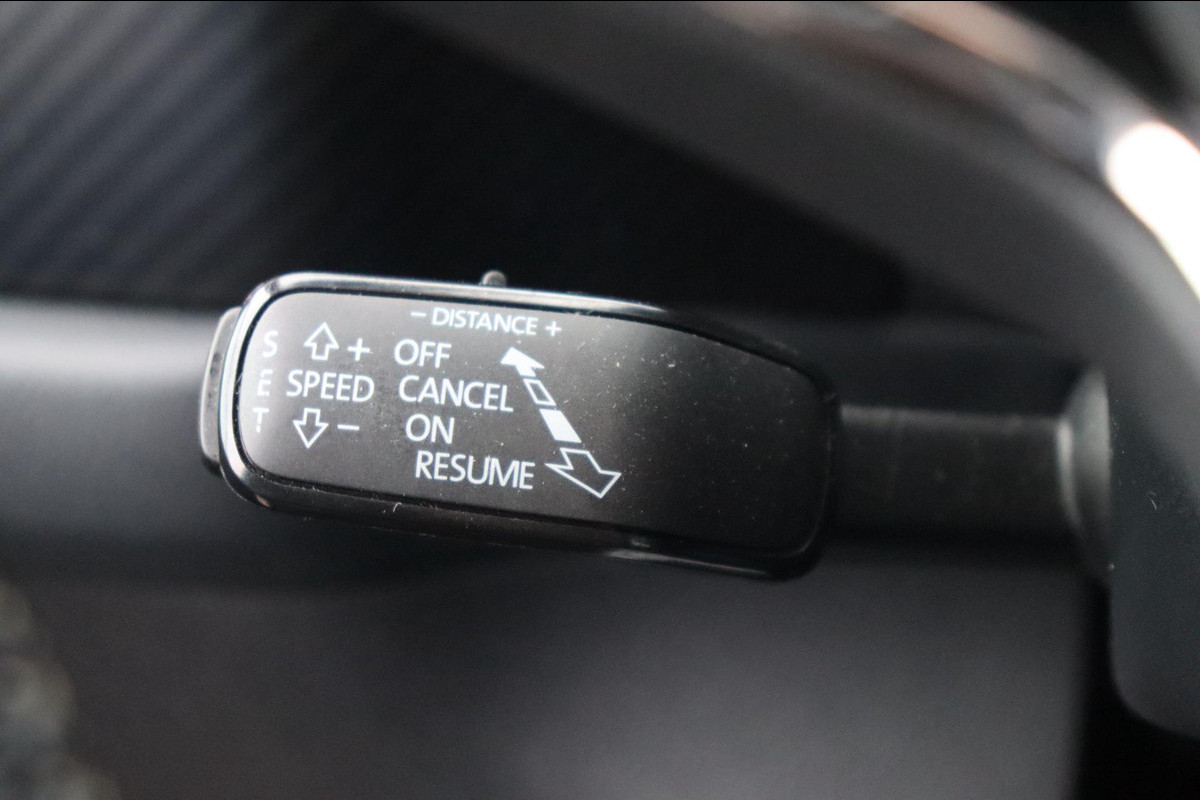 - DISTANCE +
S
E
T
+
SPEED
-
OFF
CANCEL
ON
RESUME